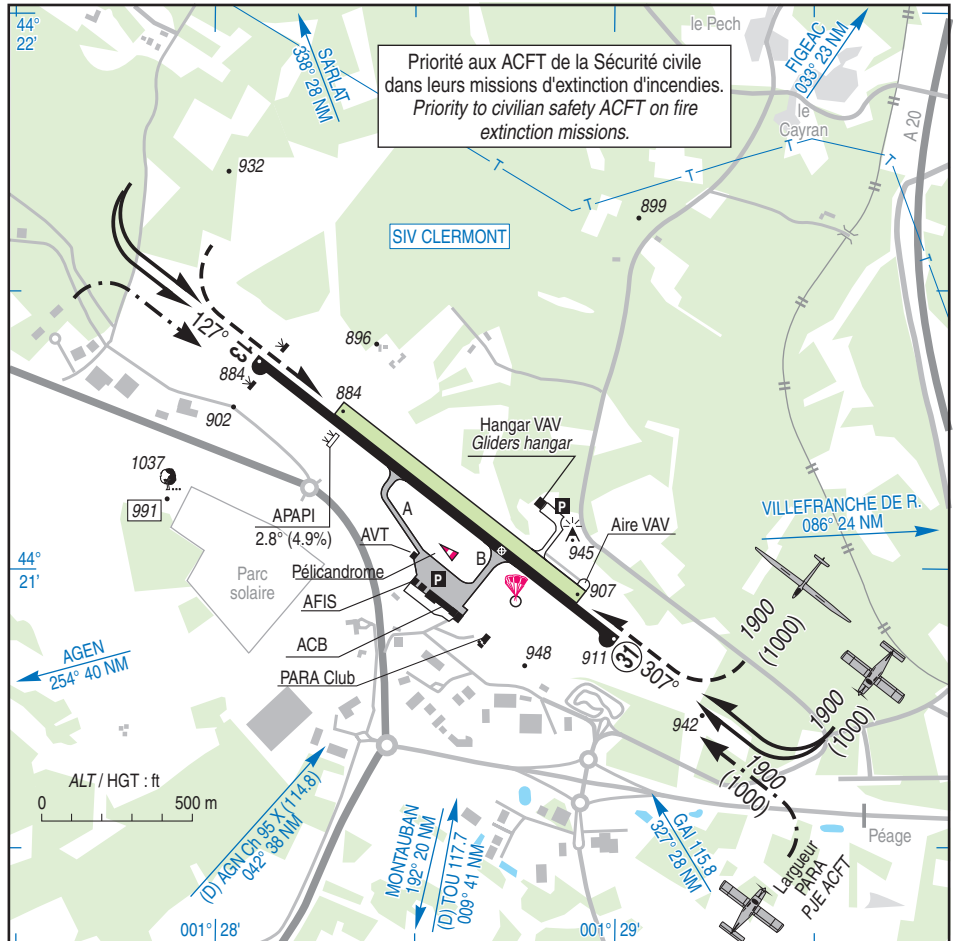 44°
22'
SARLAT
338° 28 NM
Priorité aux ACFT de la Sécurité civile
dans leurs missions d'extinction d'incendies.
Priority to civilian safety ACFT on fire
extinction missions.
le Pech
FIGEAC
033° 23 NM
le
Cayran
A 20
T
T
T
T
T
932
899
SIV CLERMONT
127°
13
884
896
884
902
Hangar VAV
Gliders hangar
1037
991
APAPI
2.8° (4.9%)
A
P
VILLEFRANCHE DE R.
086° 24 NM
AVT
B
945
Aire VAV
44°
21'
Parc
solaire
Pélicandrome
P
907
AFIS
ACB
PARA Club
948
911
31
307°
1900
(1000)
AGEN
254° 40 NM
942
1900
(1000)
1900
(1000)
ALT / HGT : ft
0
500 m
(D) AGN Ch 95 X (114.8)
042° 38 NM
MONTAUBAN
192° 20 NM
(D) TOU 117.7
009° 41 NM
GAI 115.8
327° 28 NM
Péage
Largueur
PARA
PJE ACFT
001° 28'
001° 29'